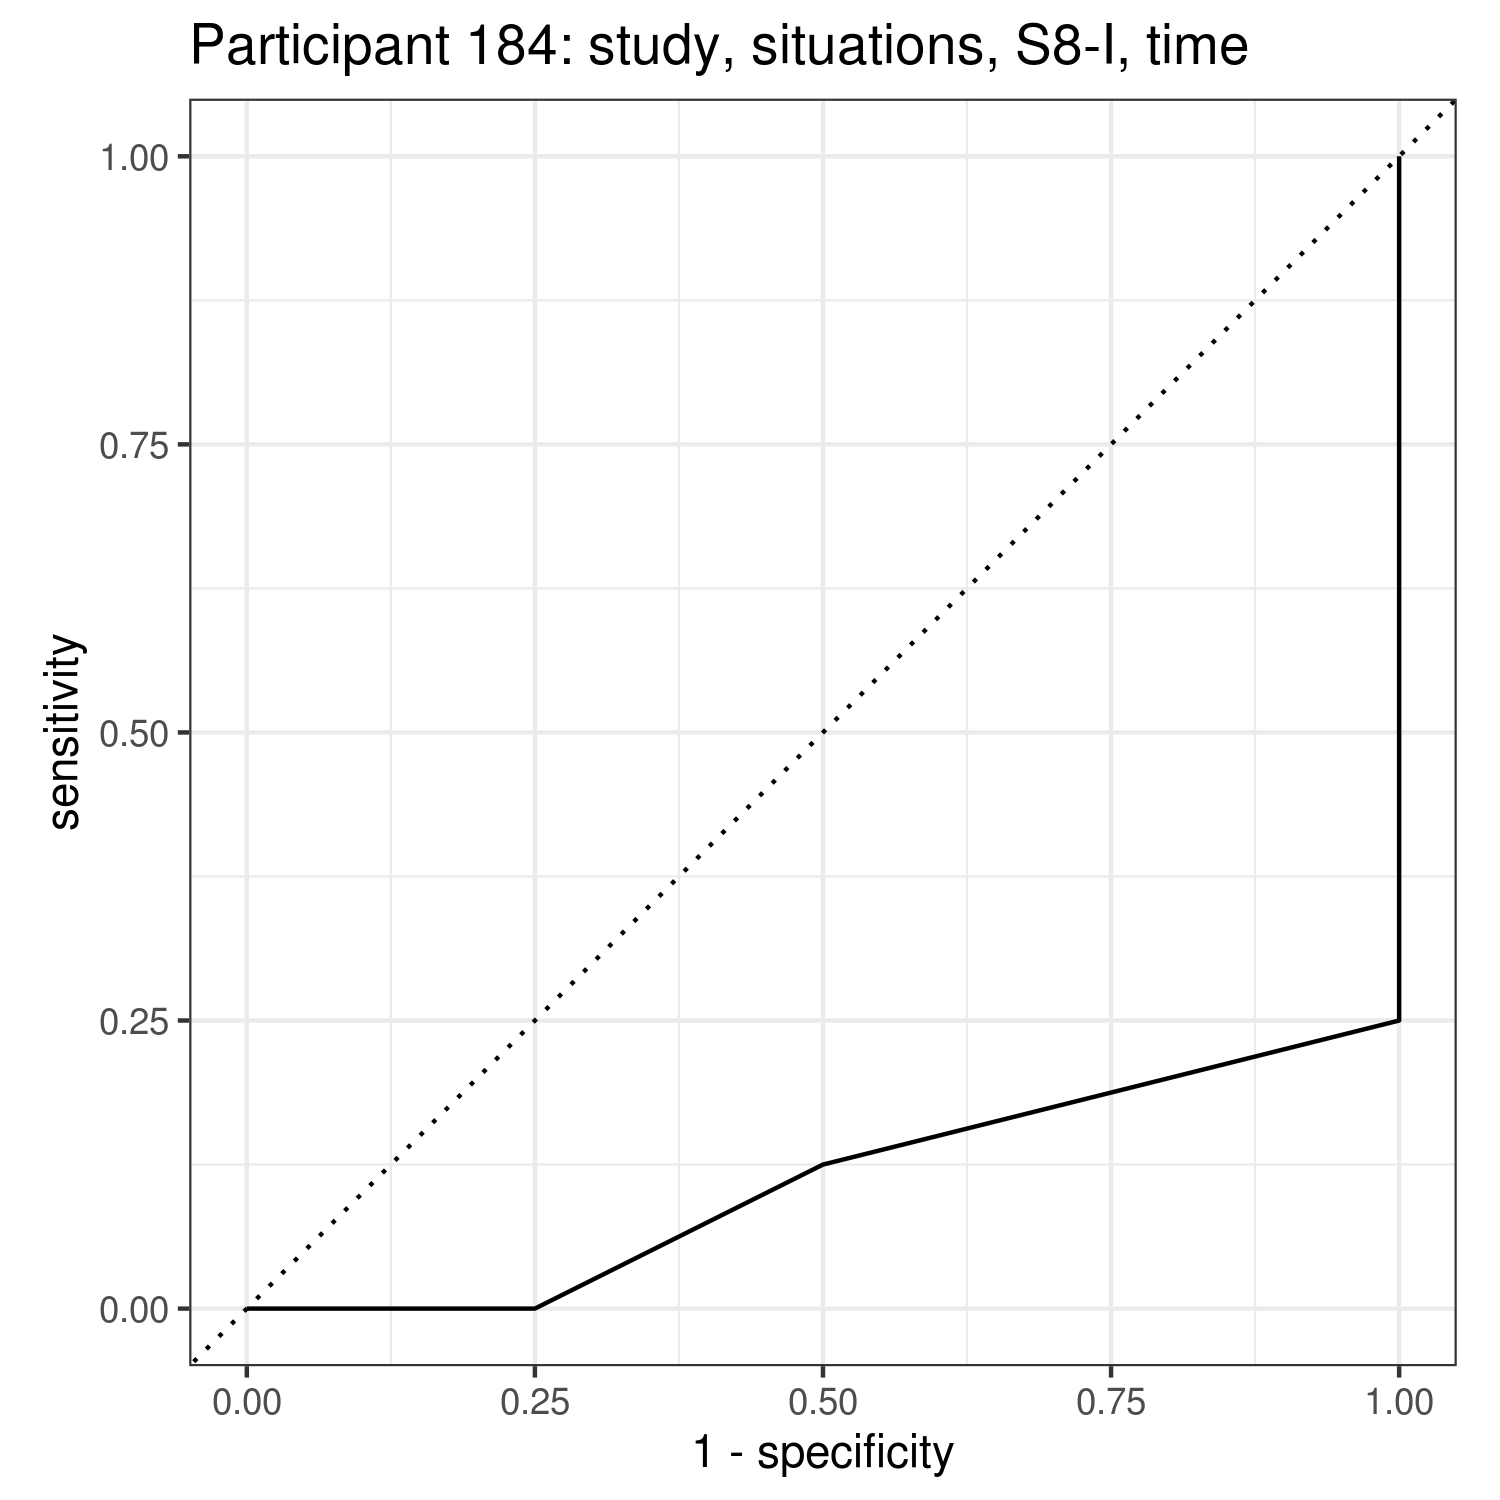 Participant 184: study, situations, S8-I, time
1.00
0.75
0.50
0.25
0.00
sensitivity
0.00 0.25 0.50 0.75 1.00
1 - specificity